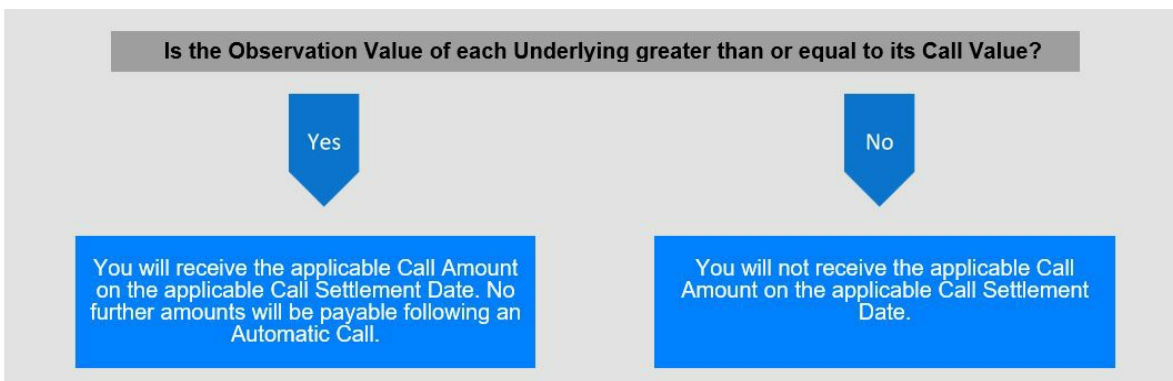 Is the Observation Value of each Underlying greater than or equal to its Call Value?
Yes
No
You will receive the applicable Call Amount
on the applicable Call Settlement Date. No
further amounts will be payable following an
Automatic Call.
You will not receive the applicable Call
Amount on the applicable Call Settlement
Date.